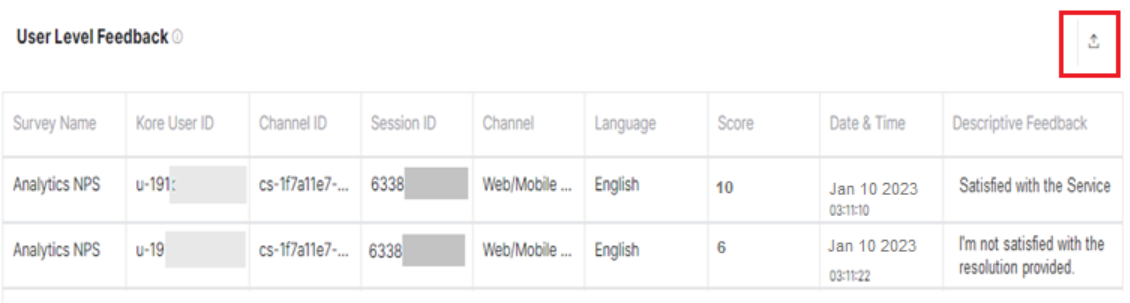 User Level Feedback
Survey Name Kore User ID Channel ID Session ID Channel Language Score Date & Time Descriptive Feedback
Analytics NPS u-191 cs-1f7a11e7-... 6338 Web/Mobile ... English 10 Jan 10 2023 Satisfied with the Service
03:11:10
Analytics NPS u-19 cs-1f7a11e7-... 6338 Web/Mobile ... English 6 Jan 10 2023 I'm not satisfied with the
03:11:22 resolution provided.